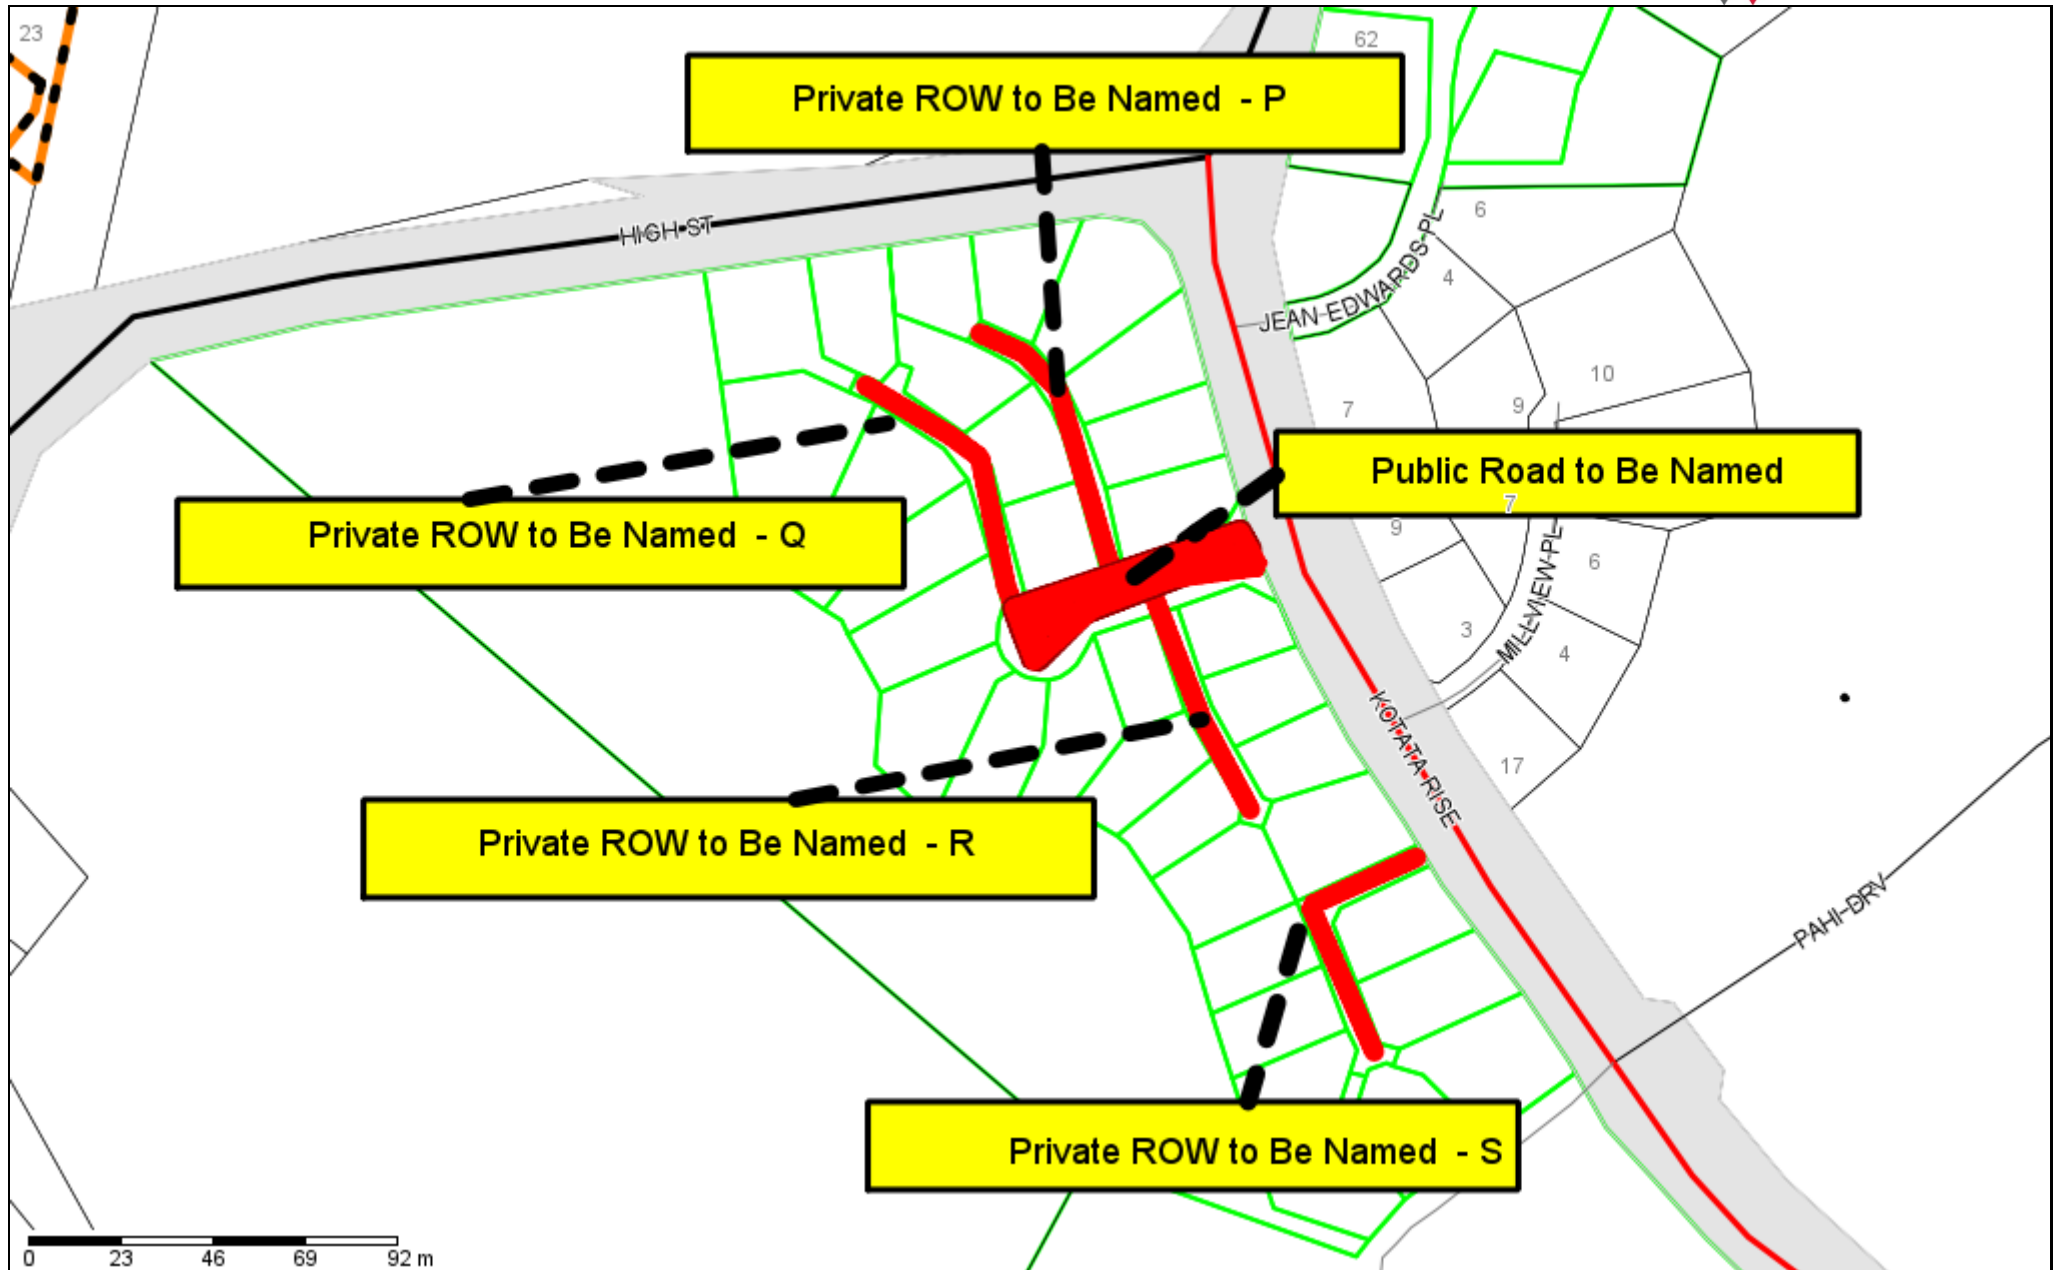 23
62
Private ROW to Be Named - P
6
HIGH ST
4
JEAN EDWARDS PL
10
7
9
Public Road to Be Named
7
9
Private ROW to Be Named - Q
6
MILLVIEW PL
3
4
KOTATA RISE
17
Private ROW to Be Named - R
PAHI DRV
Private ROW to Be Named - S
0 23 46 69 92 m